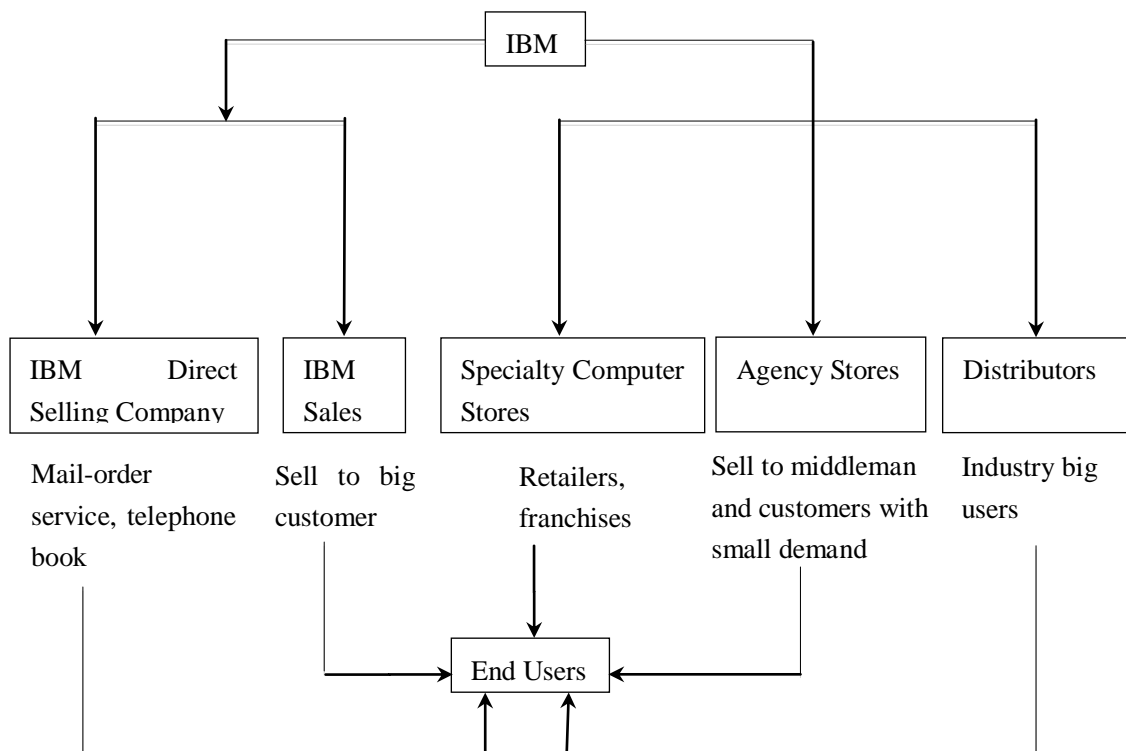 IBM
IBM Direct
Selling Company
IBM
Sales
Specialty Computer
Stores
Agency Stores
Distributors
Mail-order
service, telephone
book
Sell to big
customer
Retailers,
franchises
Sell to middleman
and customers with
small demand
Industry big
users
End Users